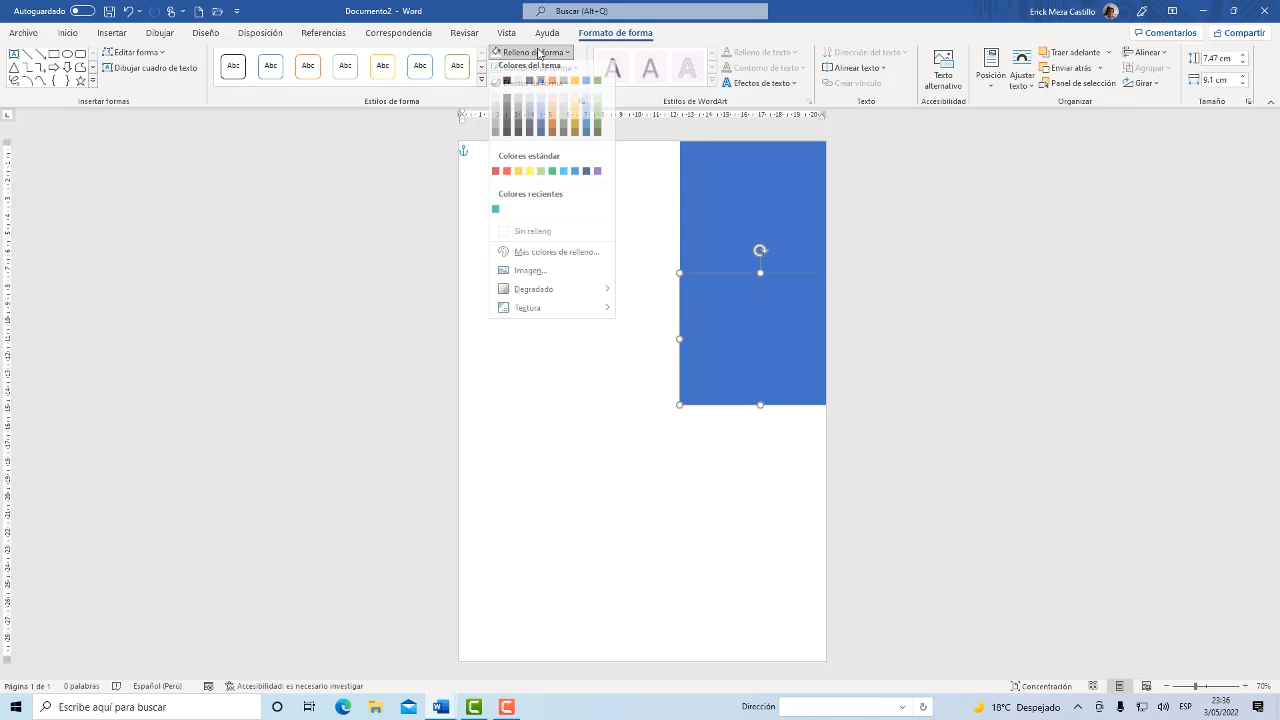 Autoguardado
Documento2 - Word
Buscar (Alt+Q)
Erick Meza Castillo
Archivo Inicio Insertar Dibujar Diseño Disposición Referencias Correspondencia Revisar Vista Ayuda Formato de forma
Comentarios Compartir
Editar forma
Dibujar cuadro de texto
Insertar formas
Abc Abc Abc Abc Abc Abc Abc
Estilos de forma
Relleno de forma
Relleno de texto
Contorno de texto
Efectos de texto
Estilos de WordArt
Dirección del texto
Alinear texto
Crear vínculo
Texto
Texto
alternativo
Accesibilidad
Posición
Ajustar
texto
Traer adelante
Enviar atrás
Panel de selección
Alinear
Agrupar
Girar
Organizar
7.47 cm
9.1 cm
Tamaño
Colores del tema
Colores estándar
Colores recientes
Sin relleno
Más colores de relleno...
Imagen...
Degradado
Textura
Página 1 de 1 0 palabras Español (Perú) Accesibilidad: es necesario investigar
Concentración
70%
Escribe aquí para buscar
Dirección
18°C Despejado
ESP
23:36
3/05/2022